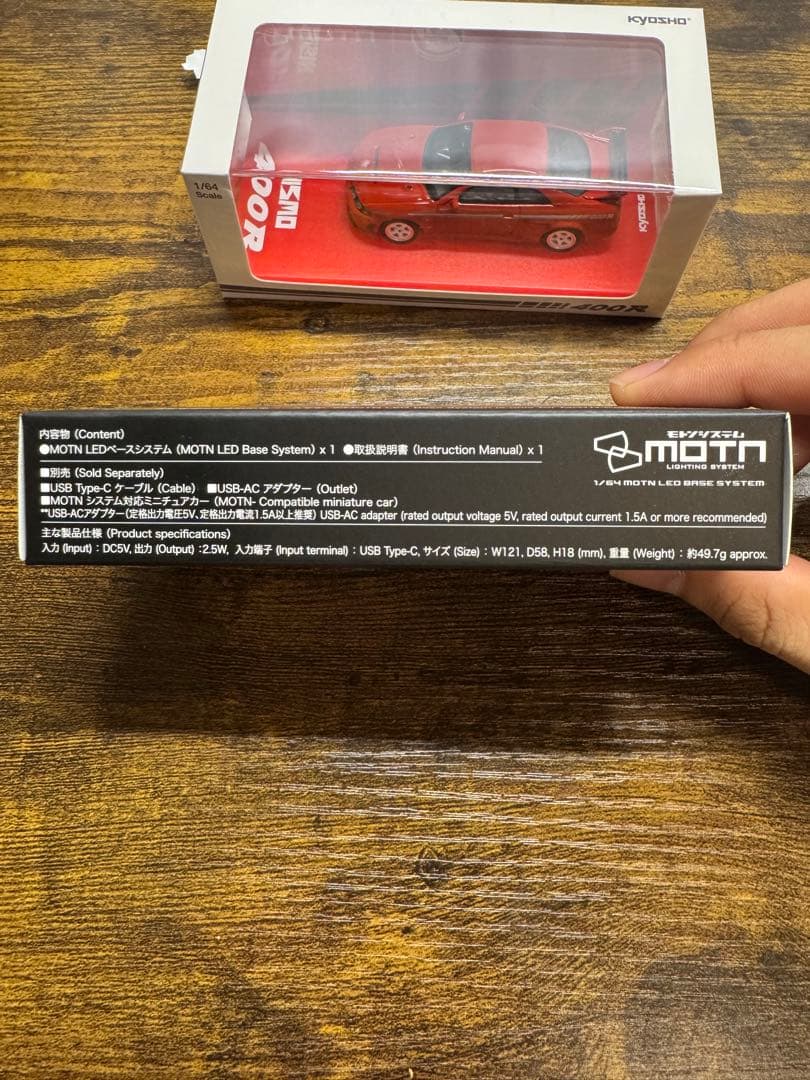 KYOSHO
1/64
Scale
NISMO
400R
KYOSHO
400R
内容物 (Content)
●MOTN LEDベースシステム (MOTN LED Base System) x 1 ●取扱説明書 (Instruction Manual) x 1
■別売 (Sold Separately)
■USB Type-C ケーブル (Cable) ■USB-AC アダプター (Outlet)
■MOTN システム対応ミニチュアカー (MOTN- Compatible miniature car)
**USB-ACアダプター(定格出力電圧5V、定格出力電流1.5A以上推奨) USB-AC adapter (rated output voltage 5V, rated output current 1.5A or more recommended)
主な製品仕様 (Product specifications)
入力 (Input) : DC5V, 出力 (Output) :2.5W, 入力端子 (Input terminal) : USB Type-C, サイズ (Size) : W121, D58, H18 (mm), 重量 (Weight) : 約49.7g approx.
モトンシステム
MOTN
LIGHTING SYSTEM
1/64 MOTN LED BASE SYSTEM